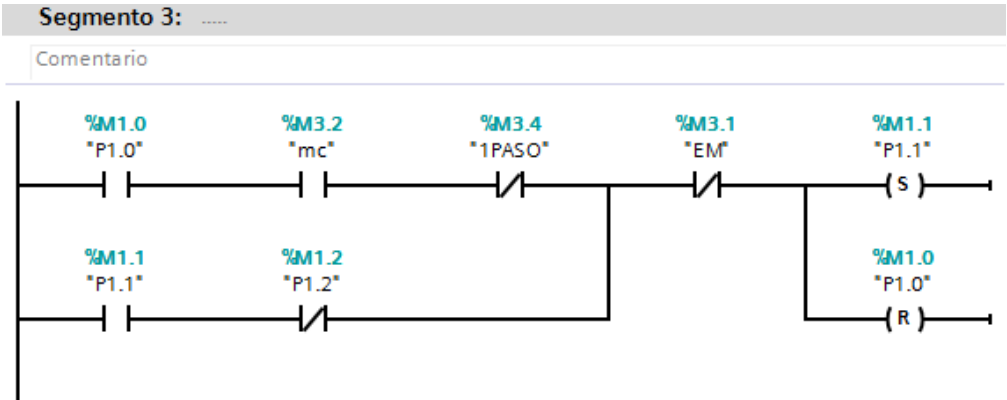 Segmento 3: .....
Comentario
%M1.0 %M3.2 %M3.4 %M3.1 %M1.1
"P1.0" "mc" "1PASO" "EM" "P1.1"
S
%M1.1 %M1.2 %M1.0
"P1.1" "P1.2" "P1.0"
R